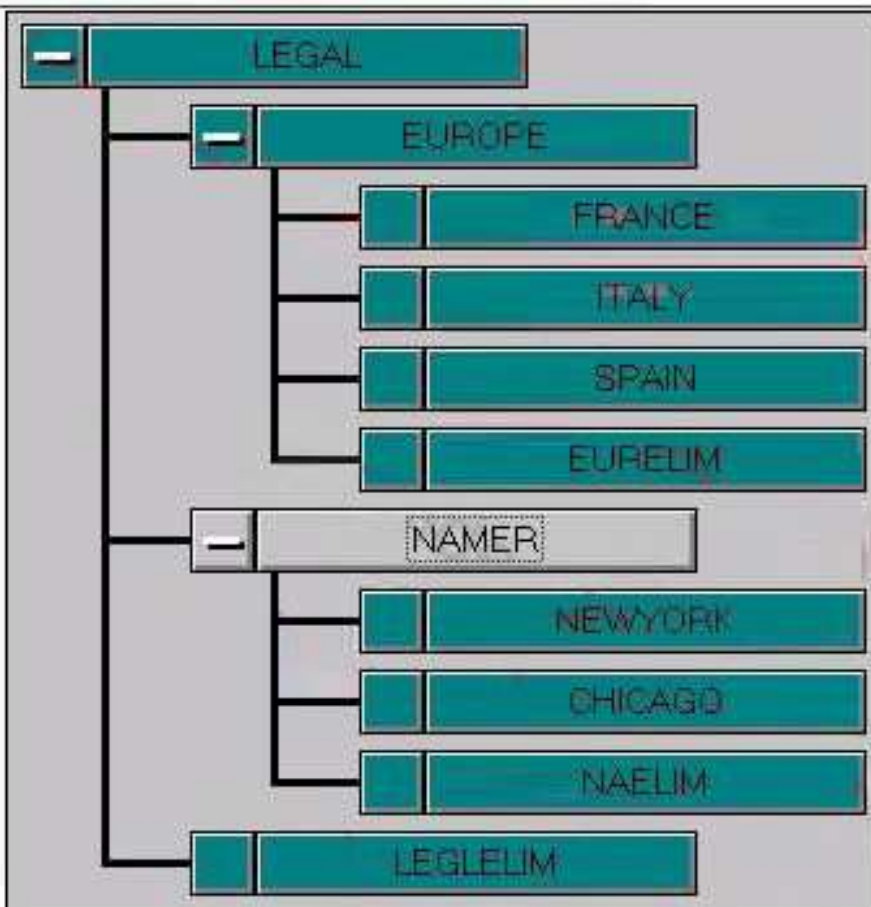 LEGAL
EUROPE
FRANCE
ITALY
SPAIN
EURELIM
NAMER
NEWYORK
CHICAGO
NAELIM
LEGLELIM